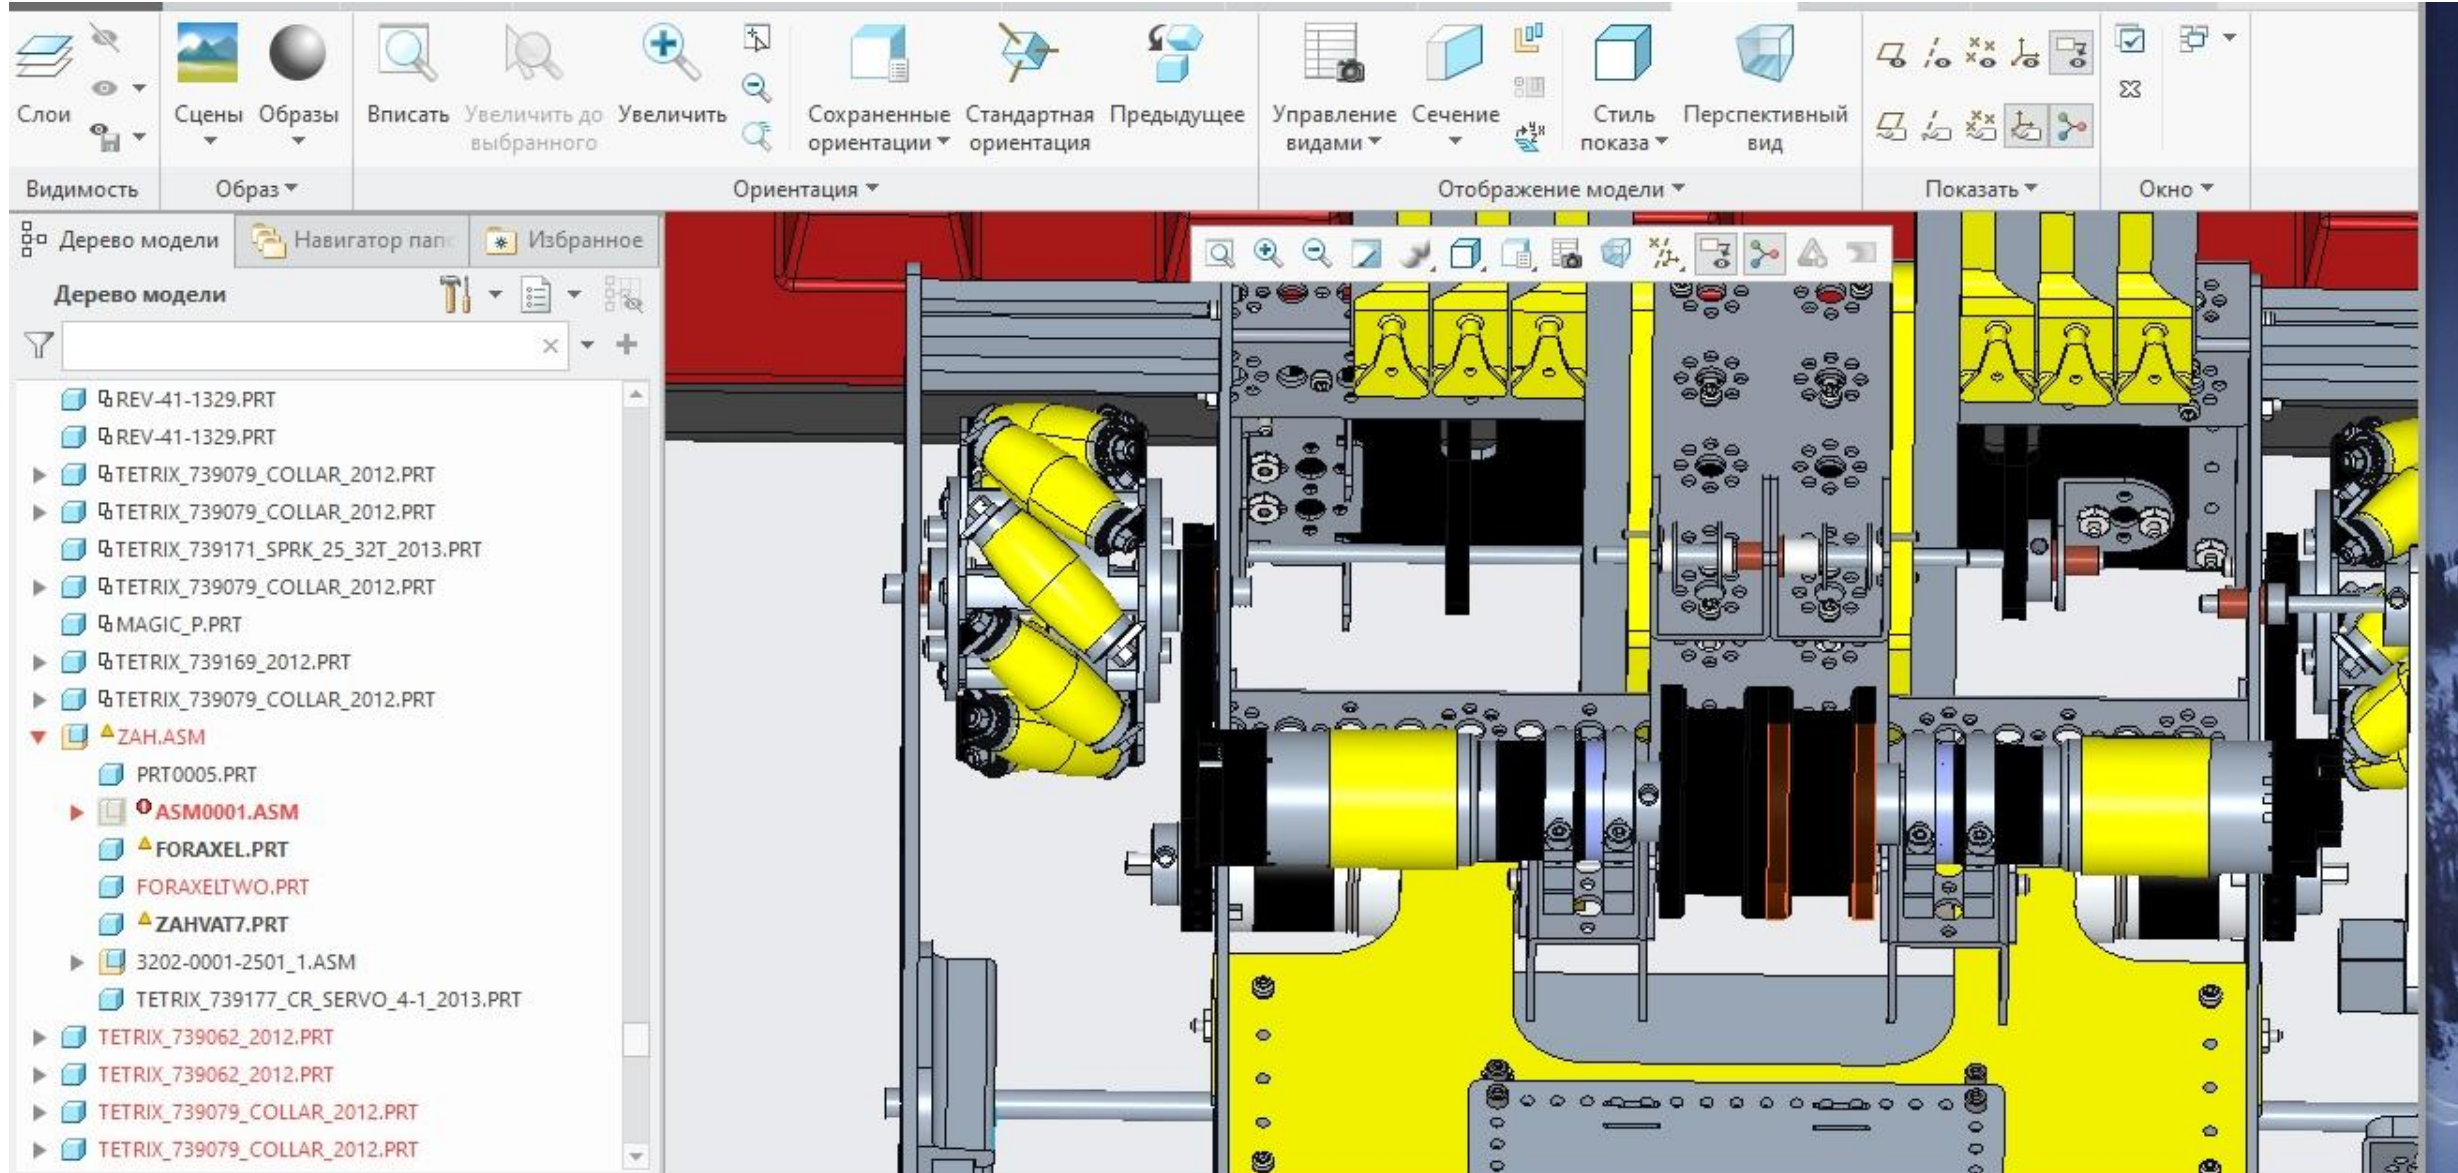 Слои
Сцены
Образы
Вписать
Увеличить до
выбранного
Увеличить
Сохраненные
ориентации
Стандартная
ориентация
Предыдущее
Управление
видами
Сечение
Стиль
показа
Перспективный
вид
Видимость
Образ
Ориентация
Отображение модели
Показать
Окно
Дерево модели
Навигатор пап
Избранное
Дерево модели
REV-41-1329.PRT
REV-41-1329.PRT
TETRIX_739079_COLLAR_2012.PRT
TETRIX_739079_COLLAR_2012.PRT
TETRIX_739171_SPRK_25_32T_2013.PRT
TETRIX_739079_COLLAR_2012.PRT
MAGIC_P.PRT
TETRIX_739169_2012.PRT
TETRIX_739079_COLLAR_2012.PRT
ZAH.ASM
PRT0005.PRT
ASM0001.ASM
FORAXEL.PRT
FORAXELTWO.PRT
ZAHVAT7.PRT
3202-0001-2501_1.ASM
TETRIX_739177_CR_SERVO_4-1_2013.PRT
TETRIX_739062_2012.PRT
TETRIX_739062_2012.PRT
TETRIX_739079_COLLAR_2012.PRT
TETRIX_739079_COLLAR_2012.PRT